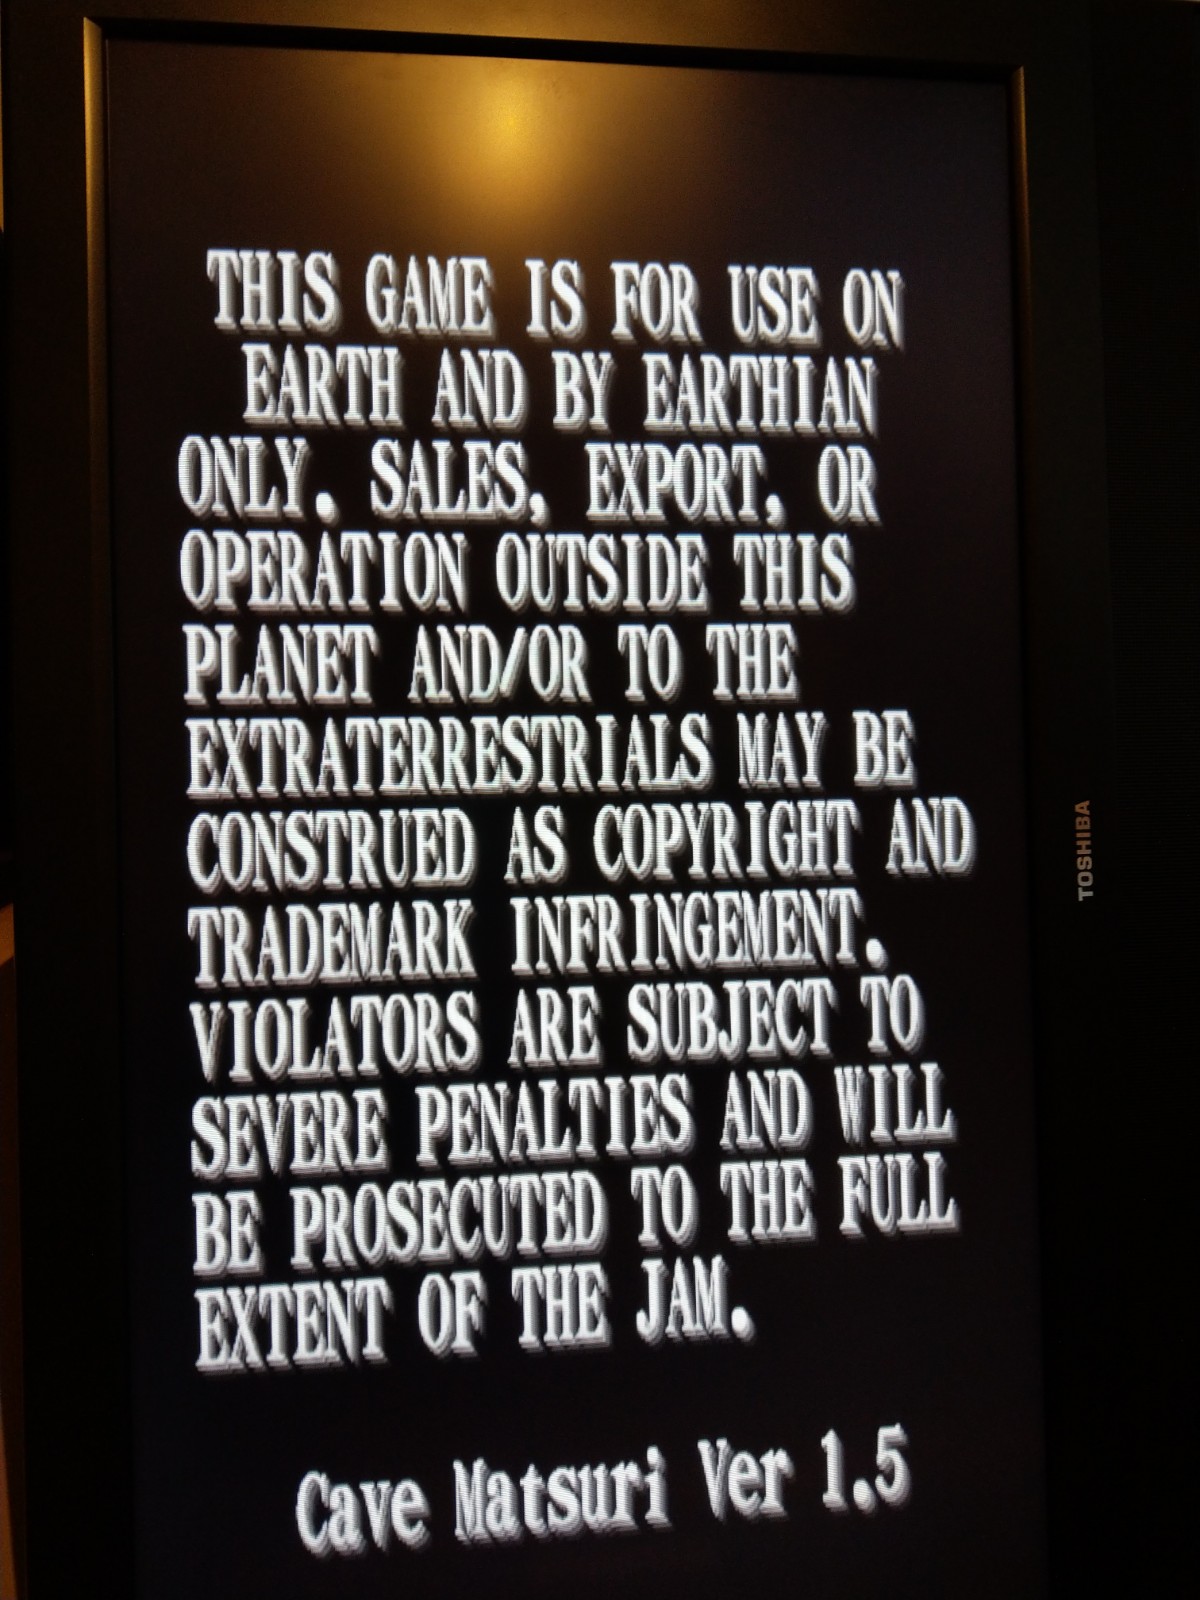 THIS GAME IS FOR USE ON
EARTH AND BY EARTHIAN
ONLY. SALES, EXPORT, OR
OPERATION OUTSIDE THIS
PLANET AND/OR TO THE
EXTRATERRESTRIALS MAY BE
CONSTRUED AS COPYRIGHT AND
TRADEMARK INFRINGEMENT.
VIOLATORS ARE SUBJECT TO
SEVERE PENALTIES AND WILL
BE PROSECUTED TO THE FULL
EXTENT OF THE JAM.
Cave Matsuri Ver 1.5
TOSHIBA